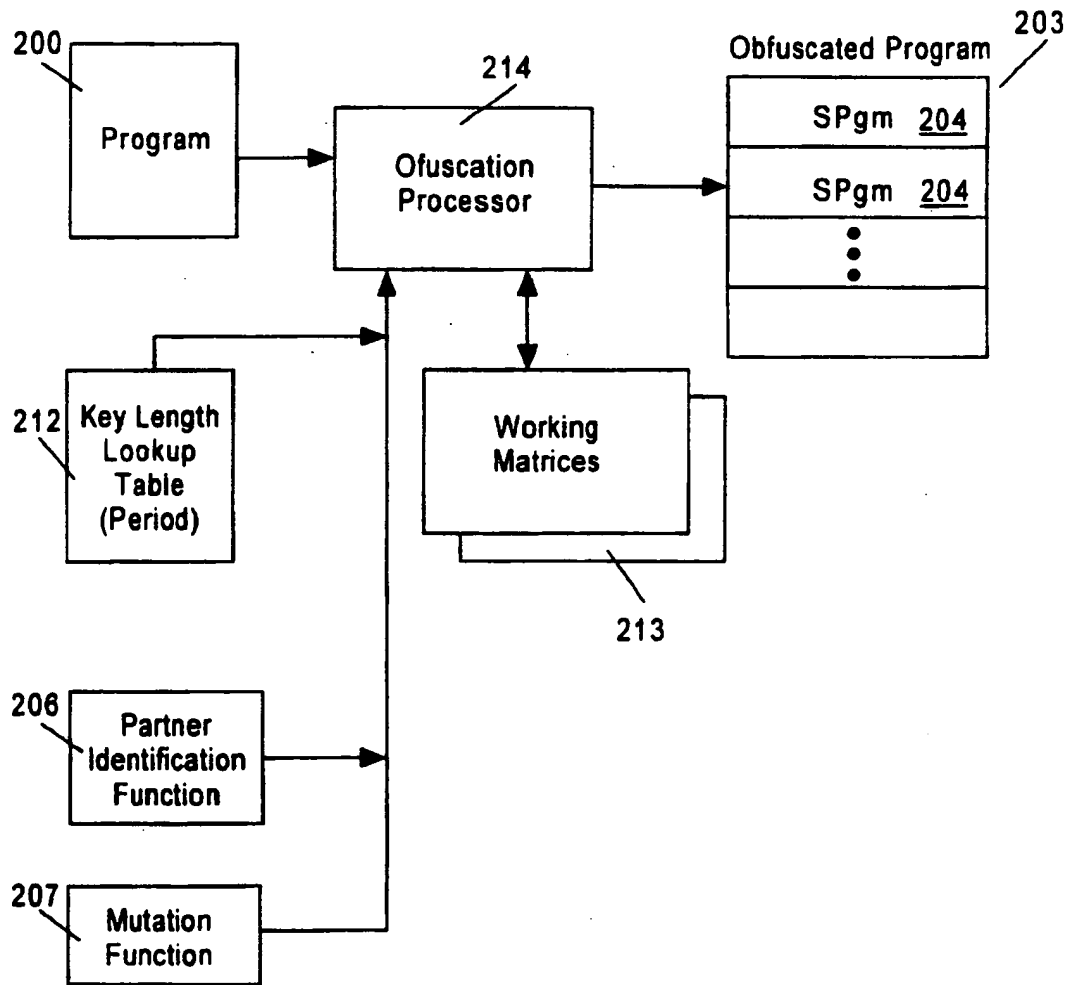 200
Program
214
Ofuscation
Processor
203
Obfuscated Program
SPgm 204
SPgm 204
212
Key Length
Lookup
Table
(Period)
Working
Matrices
213
206
Partner
Identification
Function
207
Mutation
Function